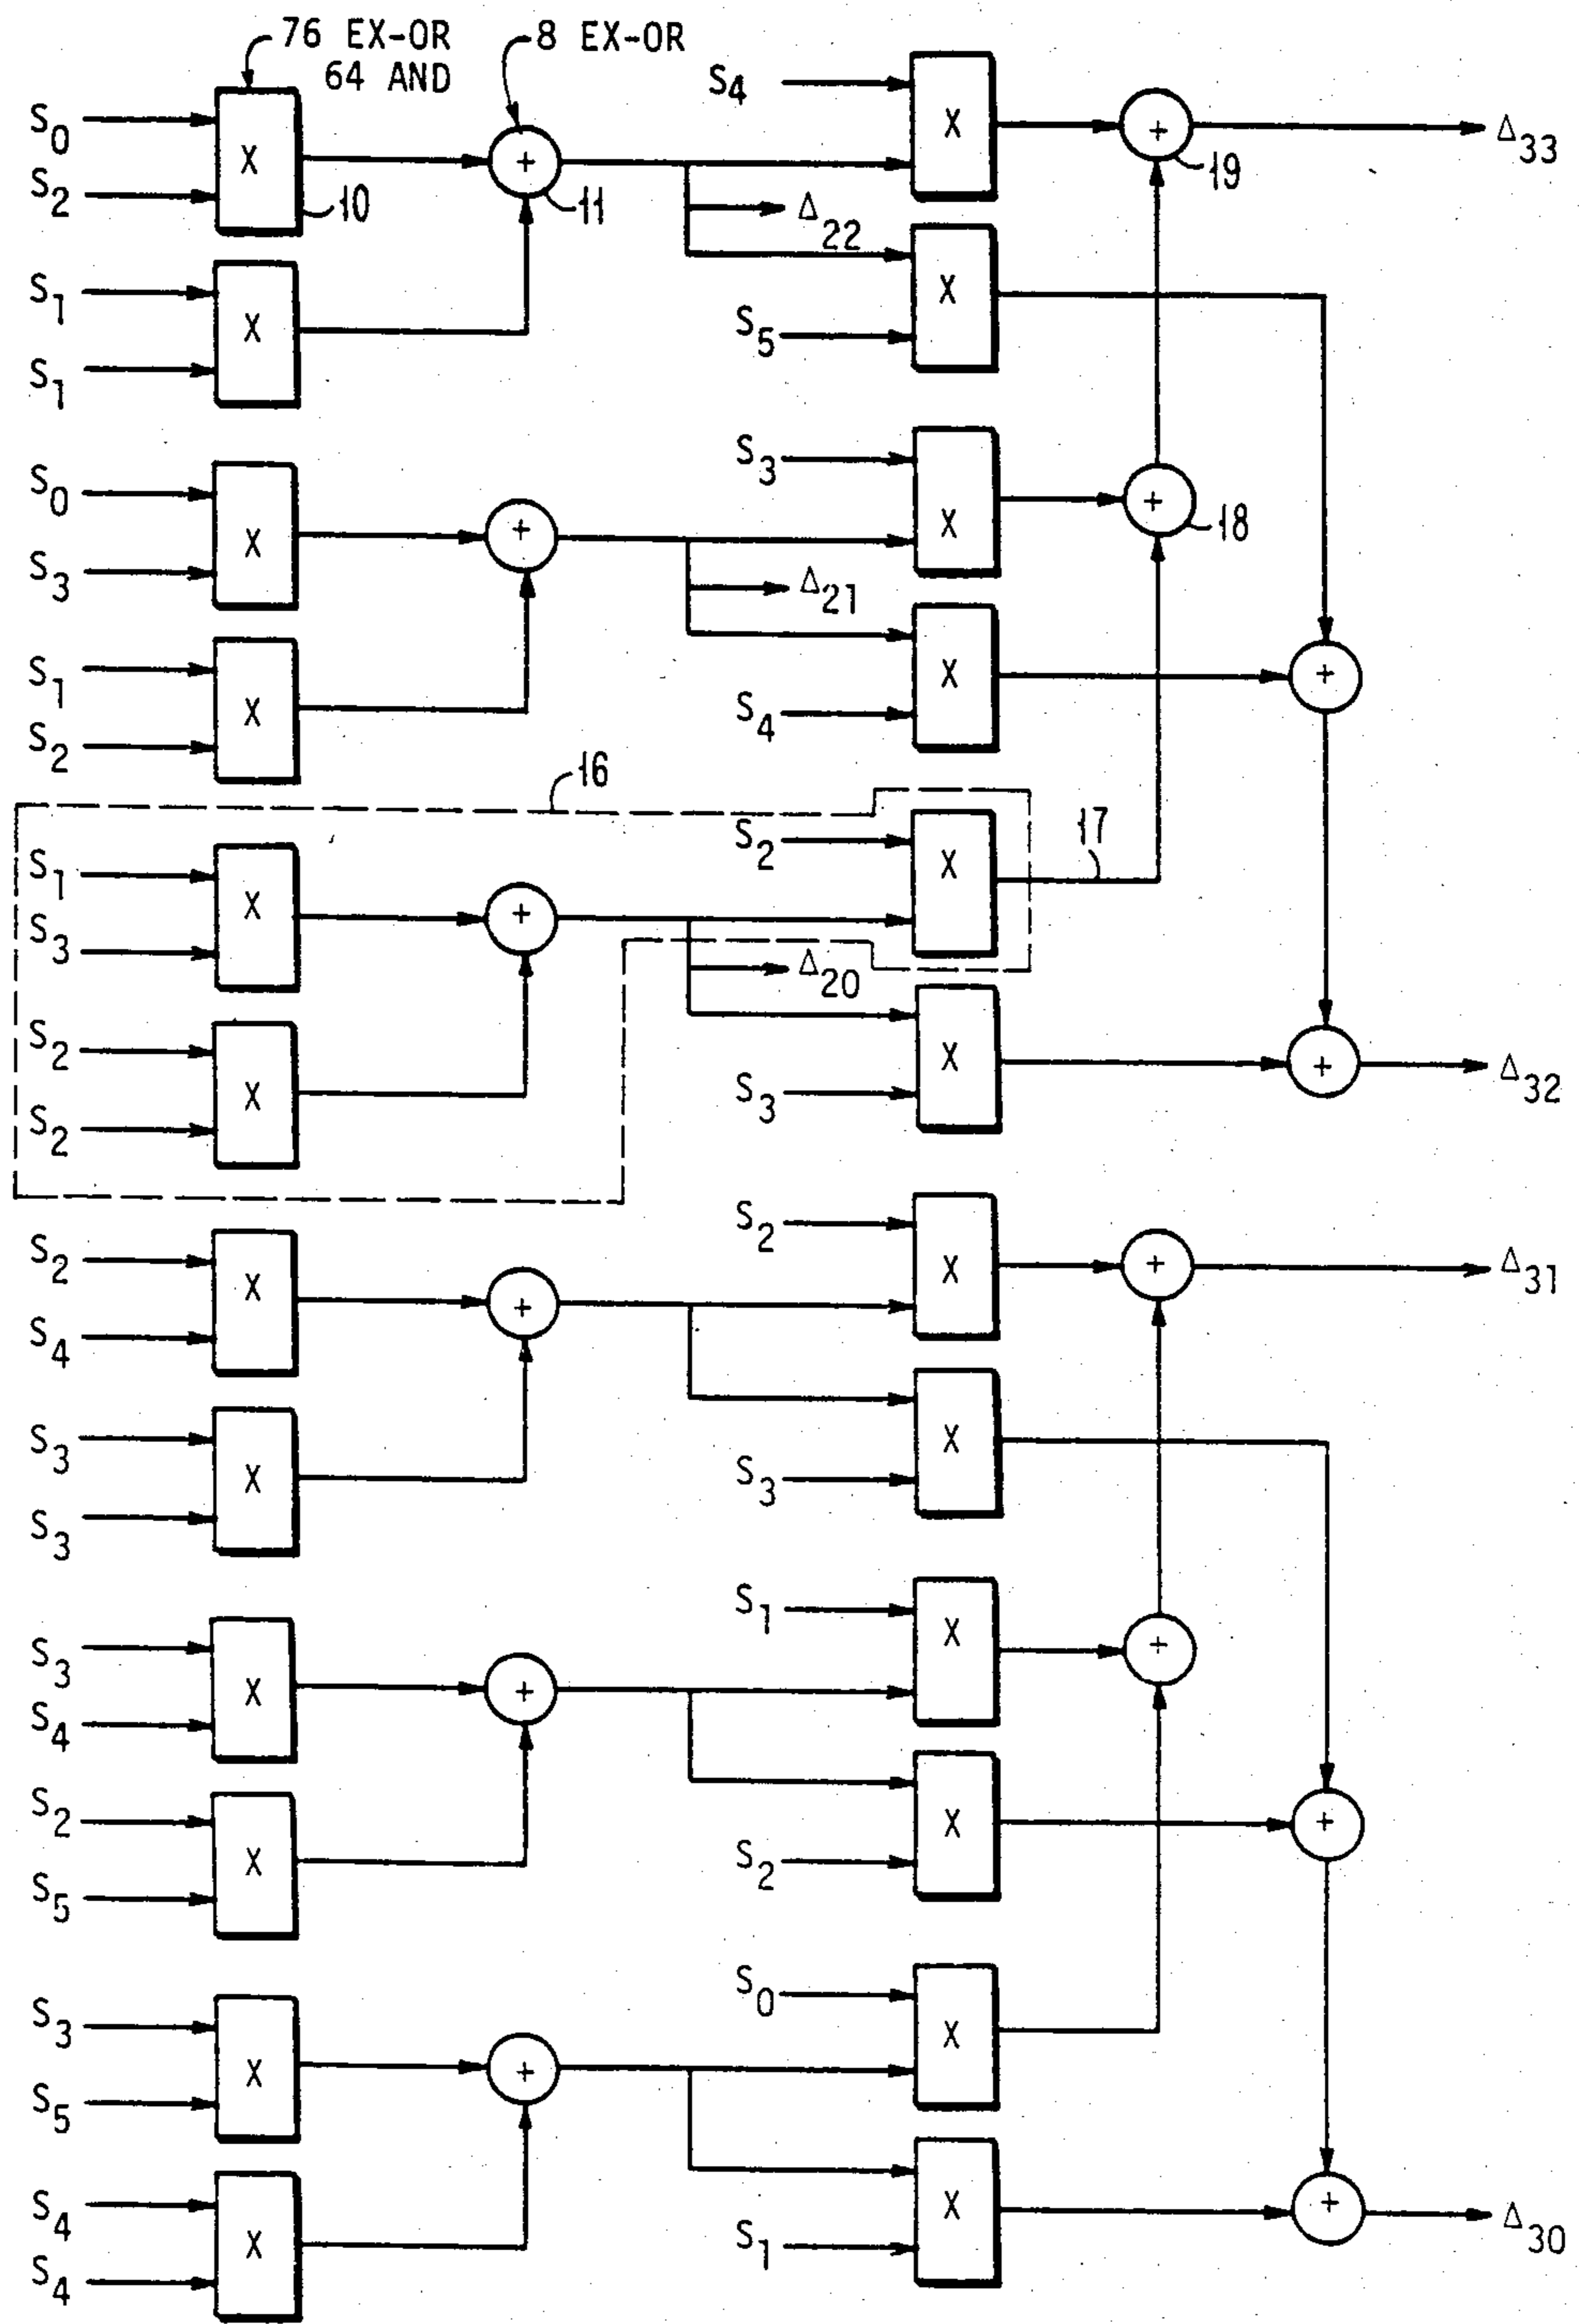 76 EX-OR
64 AND
8 EX-OR
S0
S2
X
10
+
11
S4
X
+
19
Δ33
Δ22
S1
S1
X
S5
X
S0
S3
X
+
S3
X
+
18
Δ21
S1
S2
X
S4
X
+
16
S1
S3
X
+
S2
X
17
Δ20
S2
S2
X
S3
X
+
Δ32
S2
S4
X
+
S2
X
+
Δ31
S3
S3
X
S3
X
S3
S4
X
+
S1
X
+
S2
S5
X
S2
X
+
S3
S5
X
+
S0
X
S4
S4
X
S1
X
+
Δ30